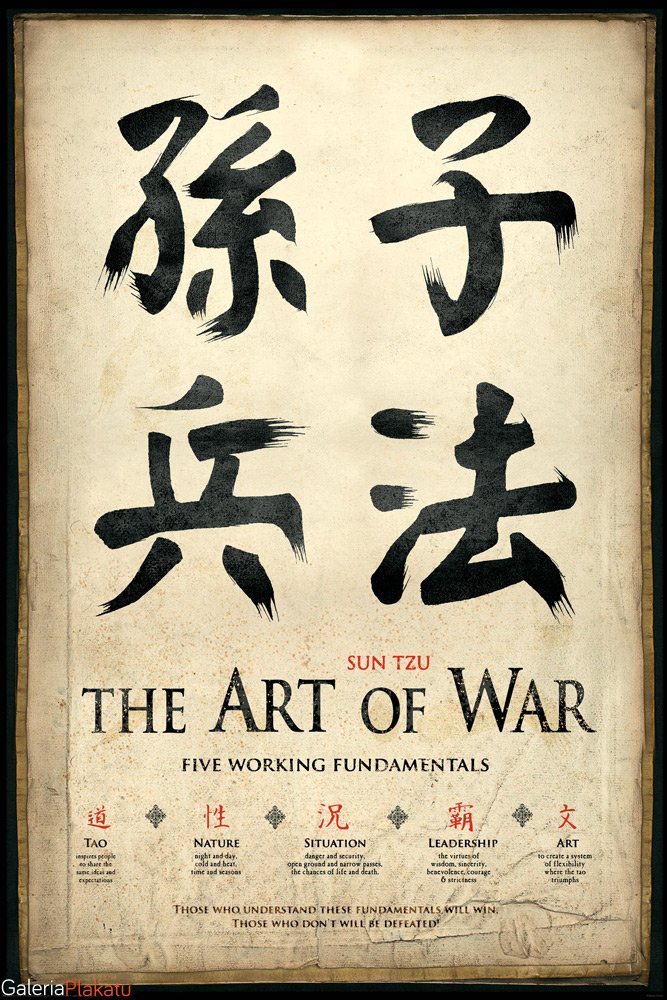 孫子
兵法
SUN TZU
THE ART OF WAR
FIVE WORKING FUNDAMENTALS
道
TAO
inspires people
to share the
same ideas and
expectations
性
NATURE
night and day,
cold and heat,
time and seasons
況
SITUATION
danger and security,
open ground and narrow passes,
the chances of life and death.
霸
LEADERSHIP
the virtues of
wisdom, sincerity,
benevolence, courage
& strictness
文
ART
to create a system
of flexibility
where the tao
triumphs
THOSE WHO UNDERSTAND THESE FUNDAMENTALS WILL WIN,
THOSE WHO DON'T WILL BE DEFEATED!
GaleriaPlakatu